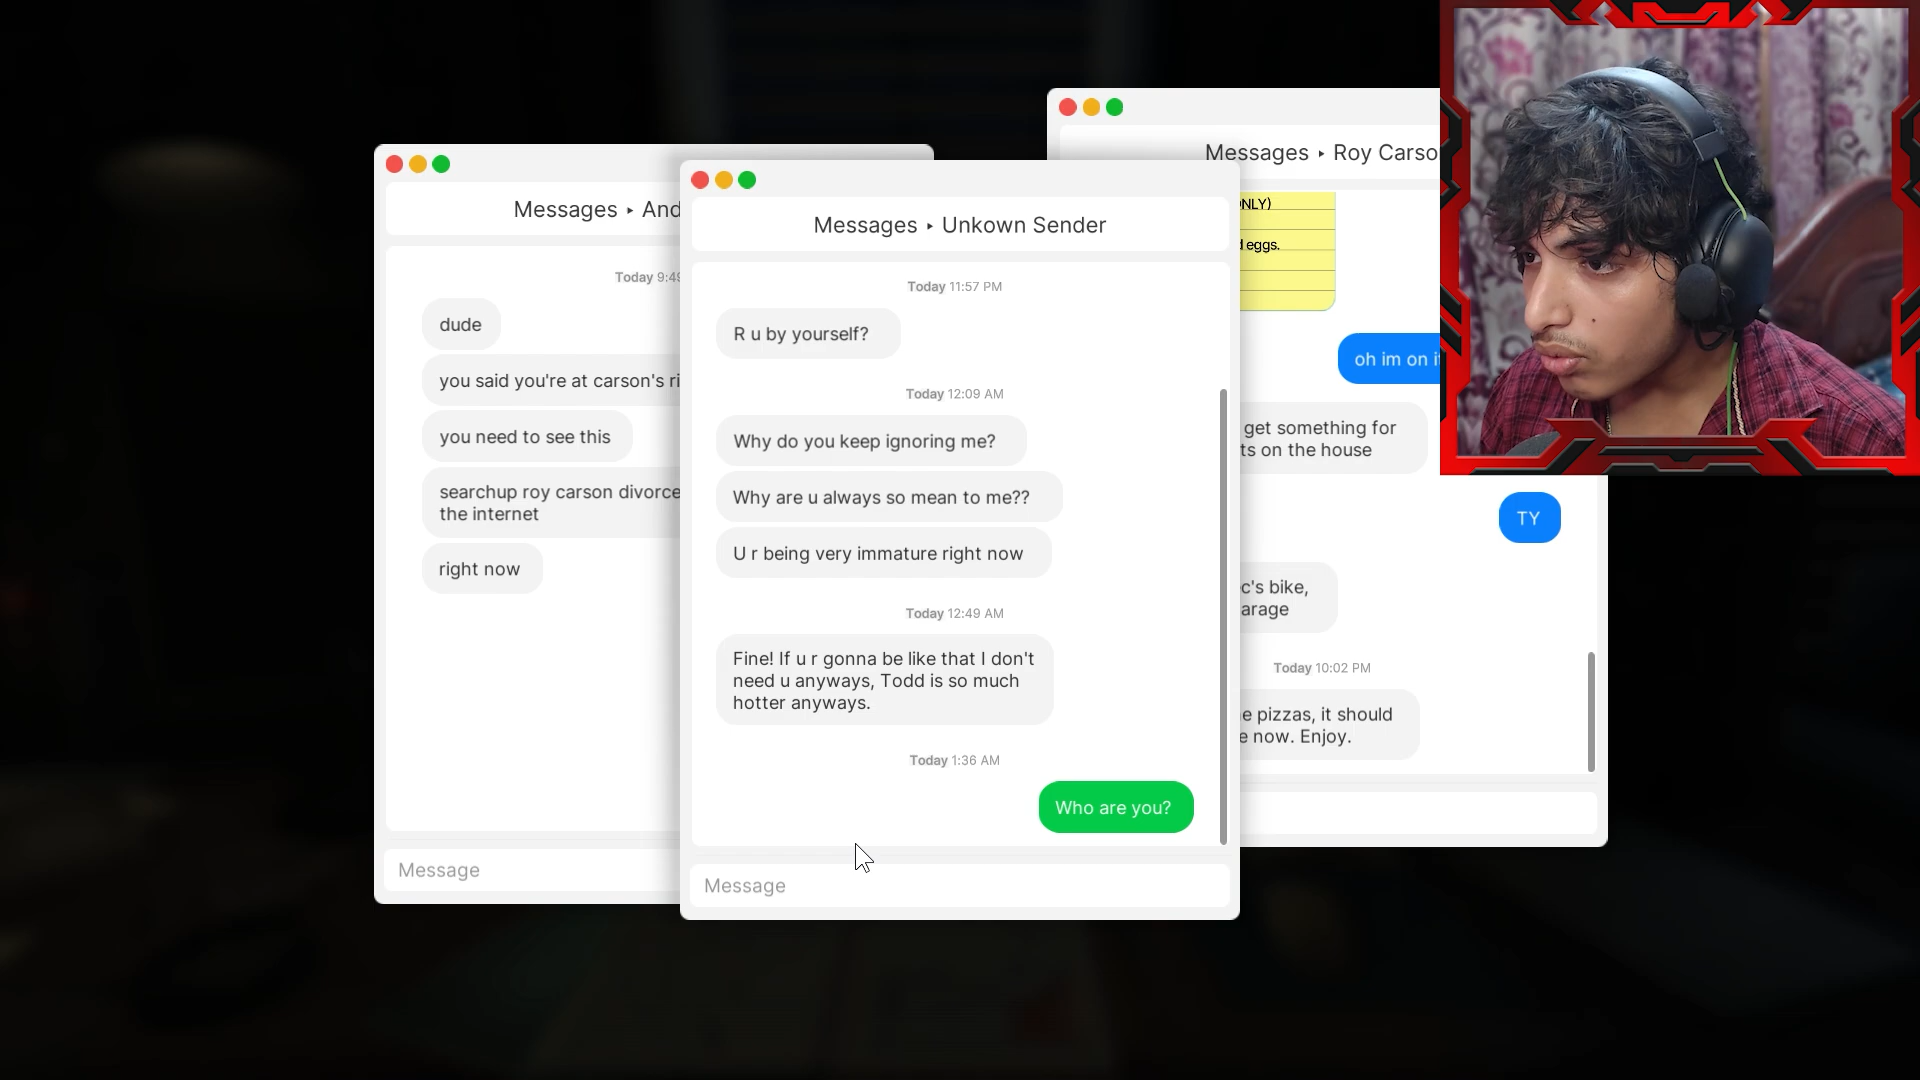 Messages ‣ And
Today 9:49
dude
you said you're at carson's ri
you need to see this
searchup roy carson divorce
the internet
right now
Message
Messages ‣ Unkown Sender
Today 11:57 PM
R u by yourself?
Today 12:09 AM
Why do you keep ignoring me?
Why are u always so mean to me??
U r being very immature right now
Today 12:49 AM
Fine! If u r gonna be like that I don't
need u anyways, Todd is so much
hotter anyways.
Today 1:36 AM
Who are you?
Message
Messages ‣ Roy Carso
NLY)
d eggs.
oh im on i
get something for
ts on the house
TY
c's bike,
arage
Today 10:02 PM
e pizzas, it should
e now. Enjoy.